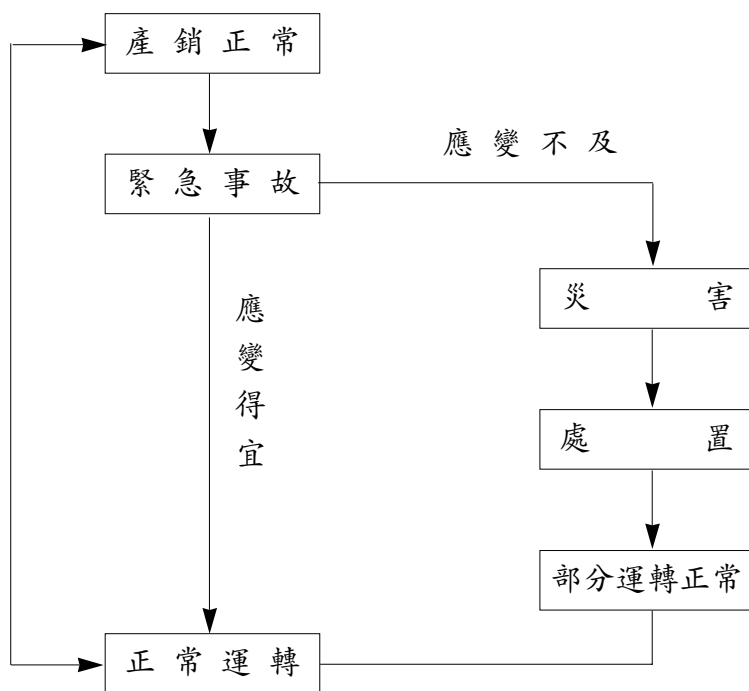 產銷正常
應變不及
緊急事故
災害
應變得宜
處置
部分運轉正常
正常運轉